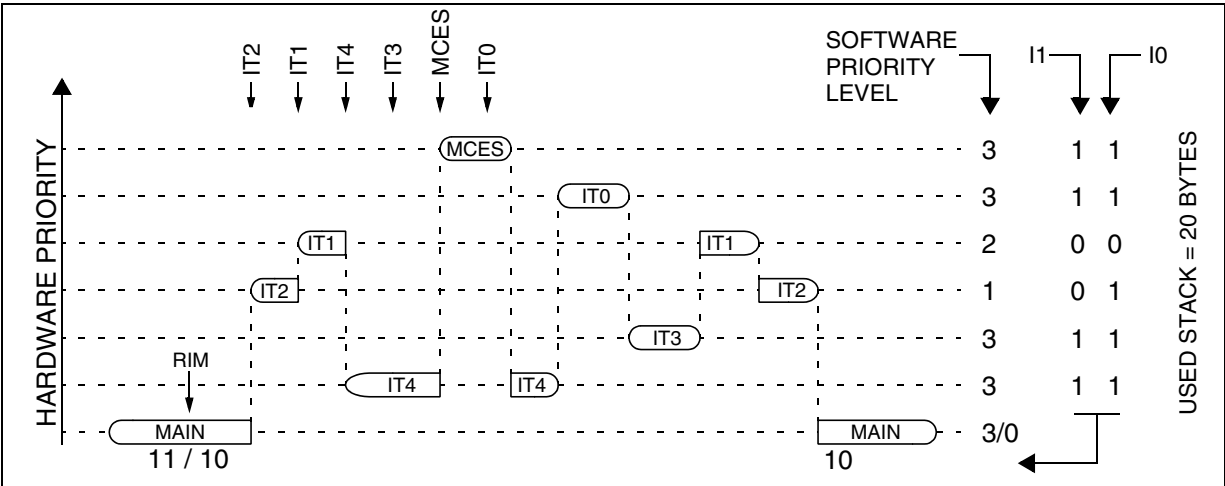 IT2
IT1
IT4
IT3
MCES
IT0
SOFTWARE
PRIORITY
LEVEL
I1
I0
HARDWARE PRIORITY
MCES
3
1 1
IT0
3
1 1
IT1
IT1
2
0 0
IT2
IT2
1
0 1
IT3
3
1 1
RIM
IT4
IT4
3
1 1
MAIN
MAIN
3/0
11 / 10
10
USED STACK = 20 BYTES